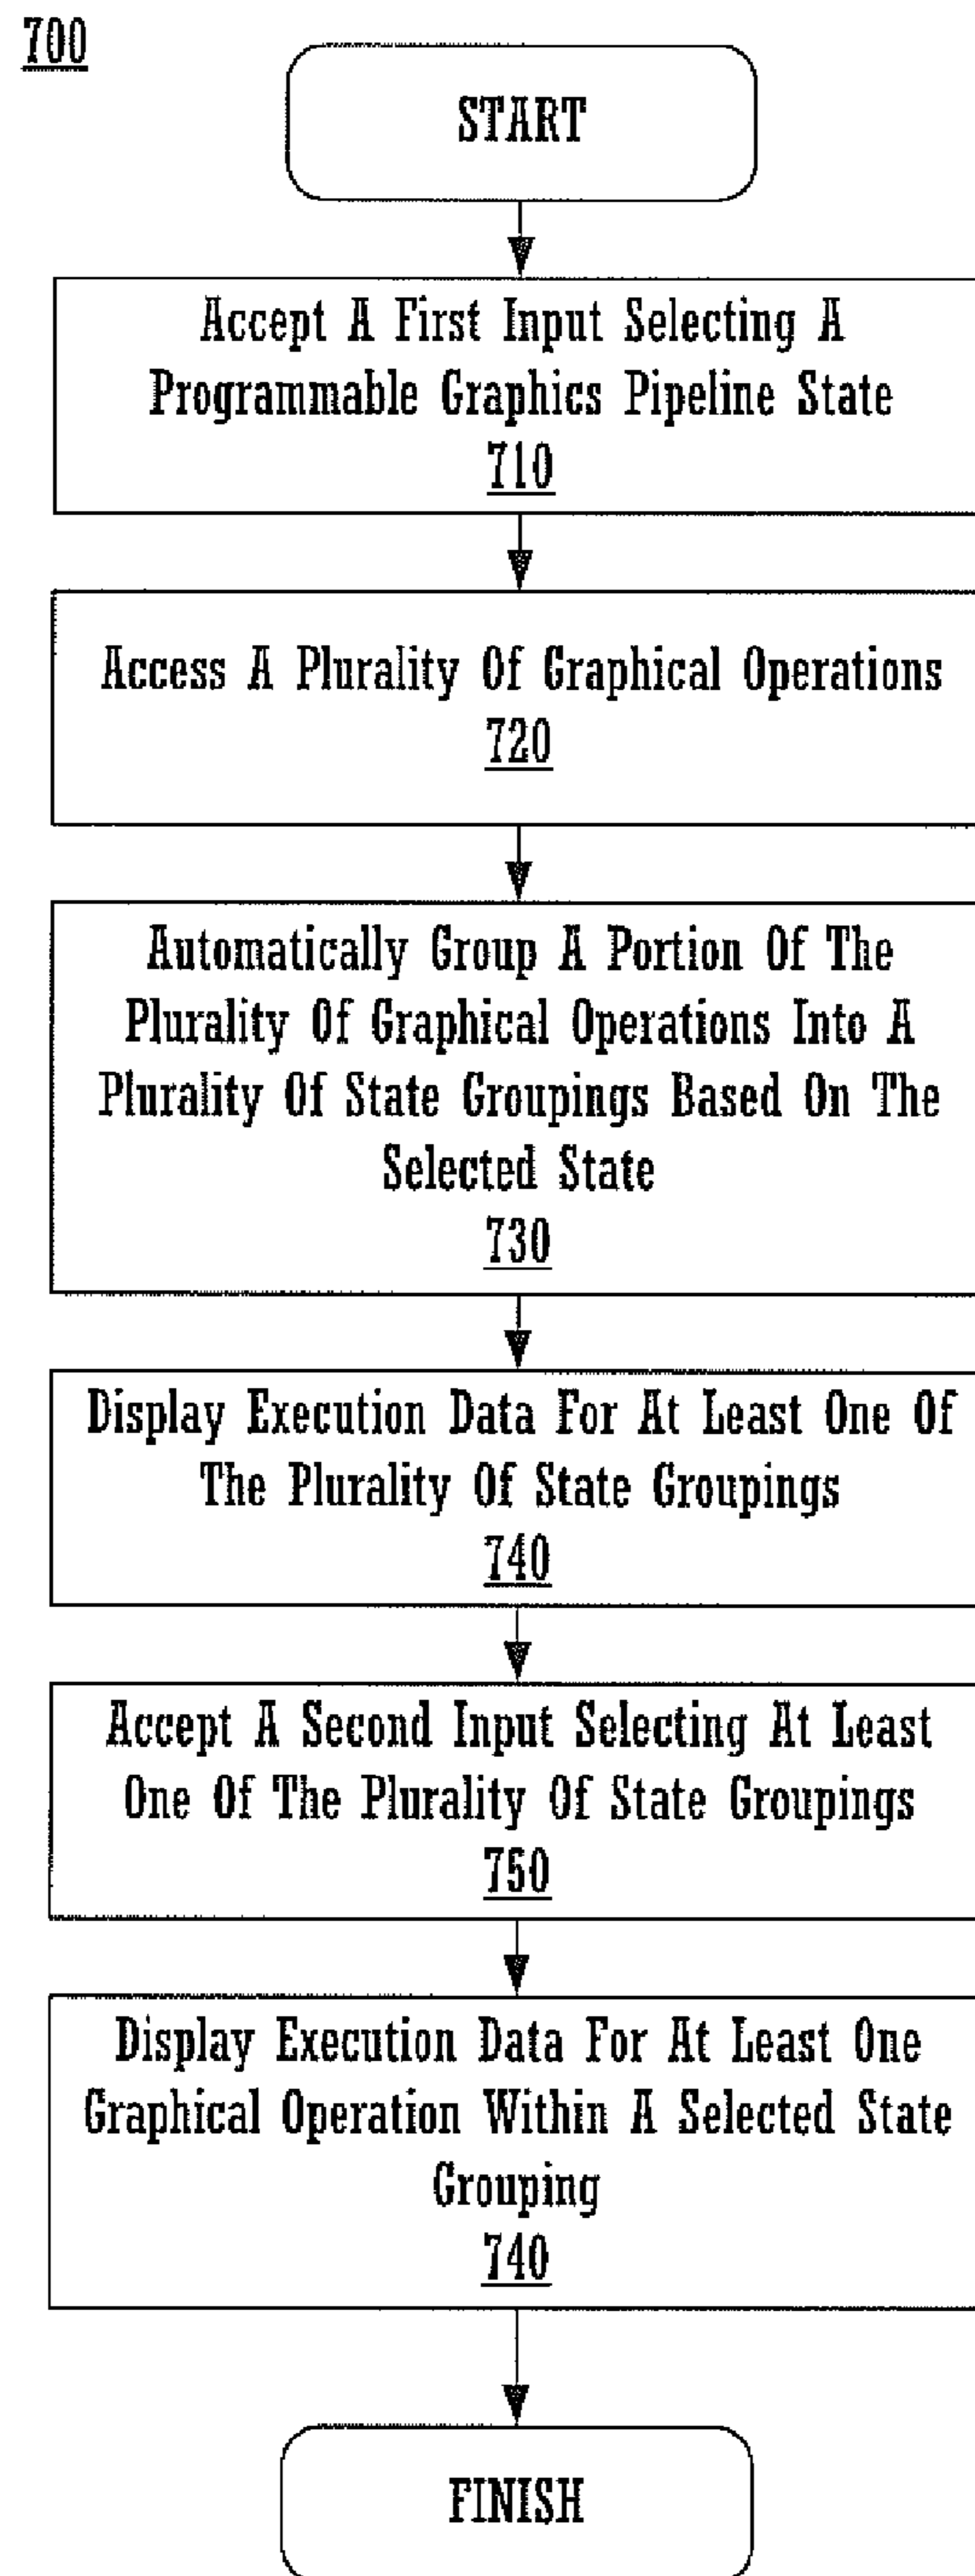 700
START
Accept A First Input Selecting A
Programmable Graphics Pipeline State
710
Access A Plurality Of Graphical Operations
720
Automatically Group A Portion Of The
Plurality Of Graphical Operations Into A
Plurality Of State Groupings Based On The
Selected State
730
Display Execution Data For At Least One Of
The Plurality Of State Groupings
740
Accept A Second Input Selecting At Least
One Of The Plurality Of State Groupings
750
Display Execution Data For At Least One
Graphical Operation Within A Selected State
Grouping
740
FINISH